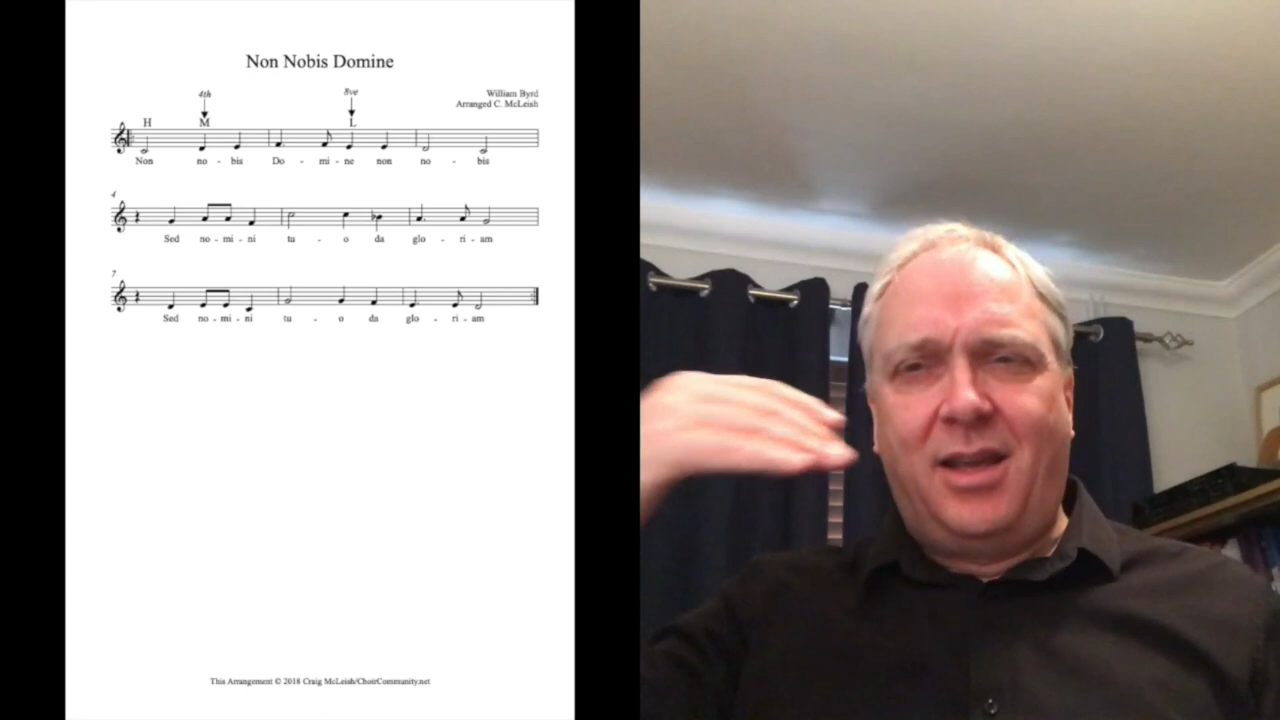 Non Nobis Domine
4th 8ve William Byrd
Arranged C. McLeish
H M L
Non no - bis Do - mi - ne non no - bis
4
Sed no - mi - ni tu - o da glo - ri - am
7
Sed no - mi - ni tu - o da glo - ri - am
This Arrangement © 2018 Craig McLeish/ChoirCommunity.net